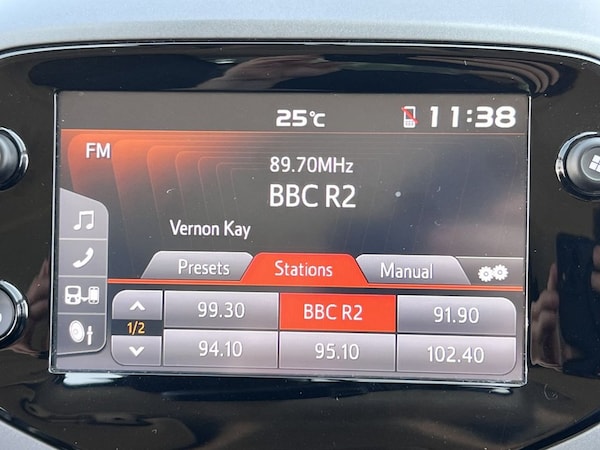 25°C 11:38
FM
89.70MHz
BBC R2
Vernon Kay
Presets Stations Manual
99.30 BBC R2 91.90
1/2
94.10 95.10 102.40